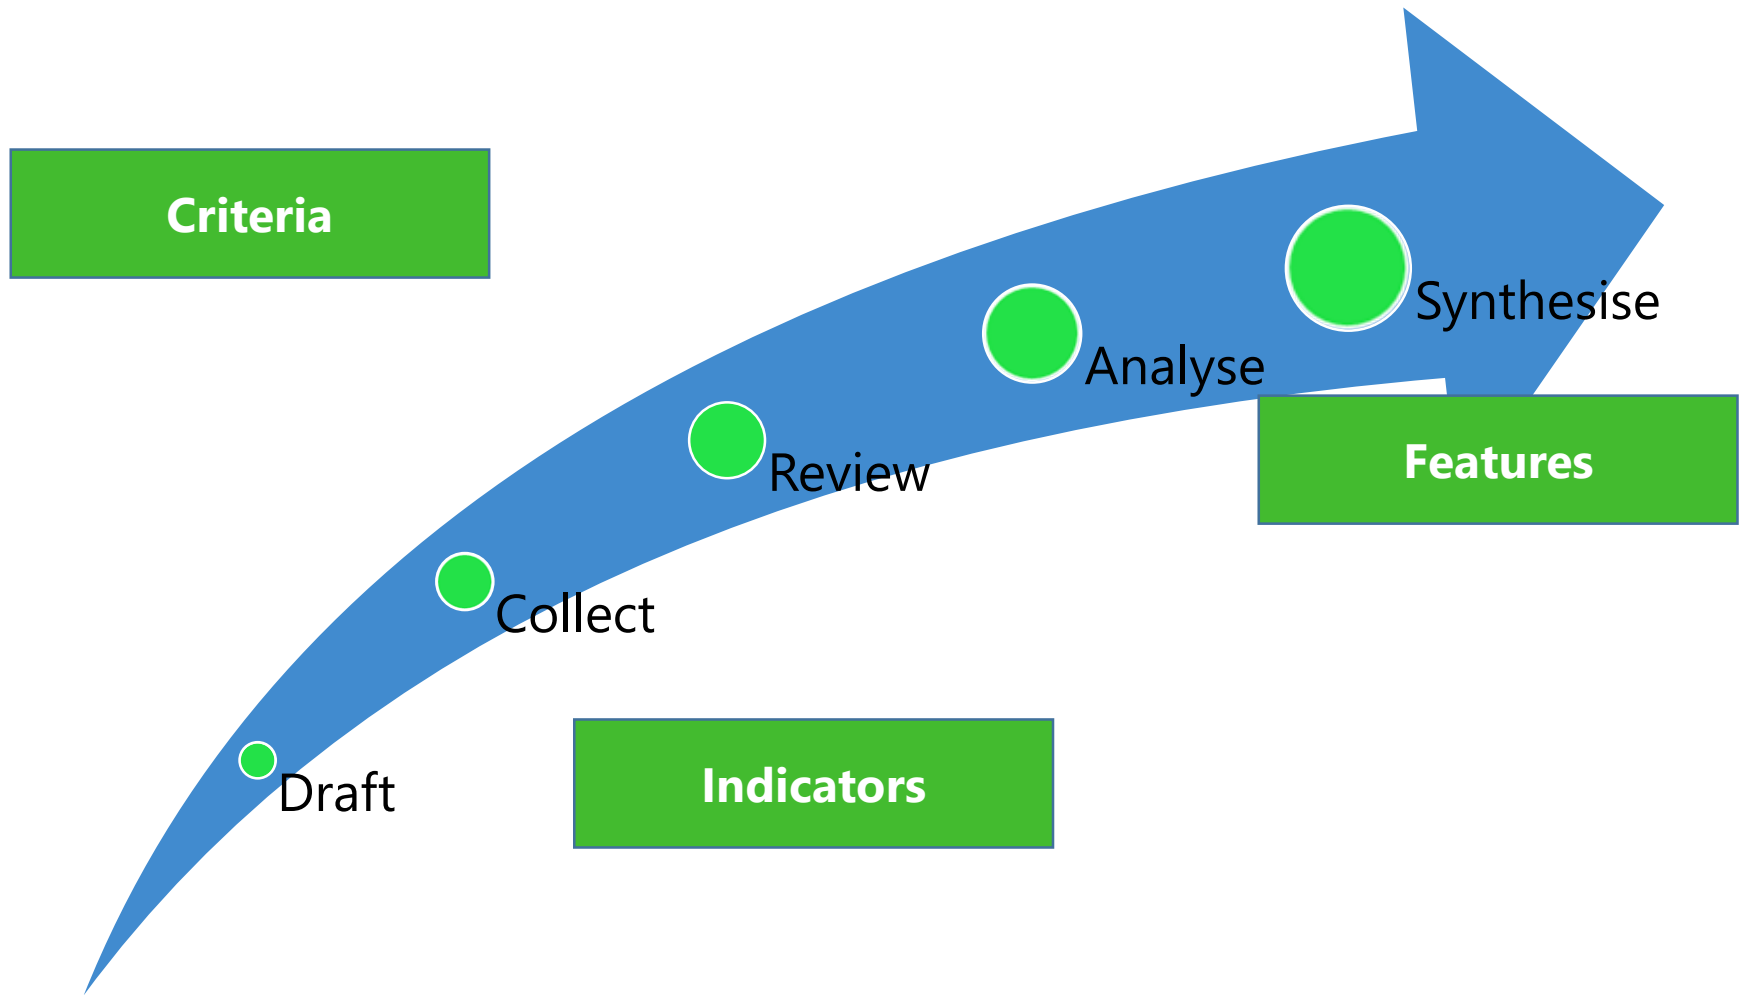 Criteria
Synthesise
Analyse
Features
Review
Collect
Indicators
Draft